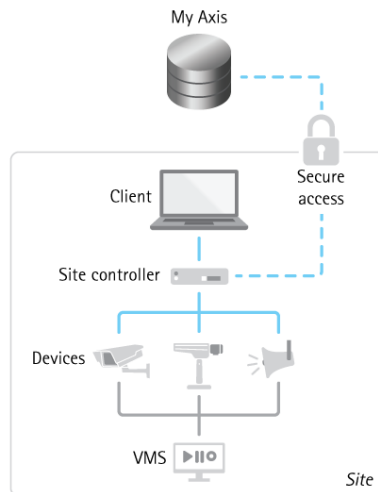 My Axis
Secure
access
Client
Site controller
Devices
VMS
Site